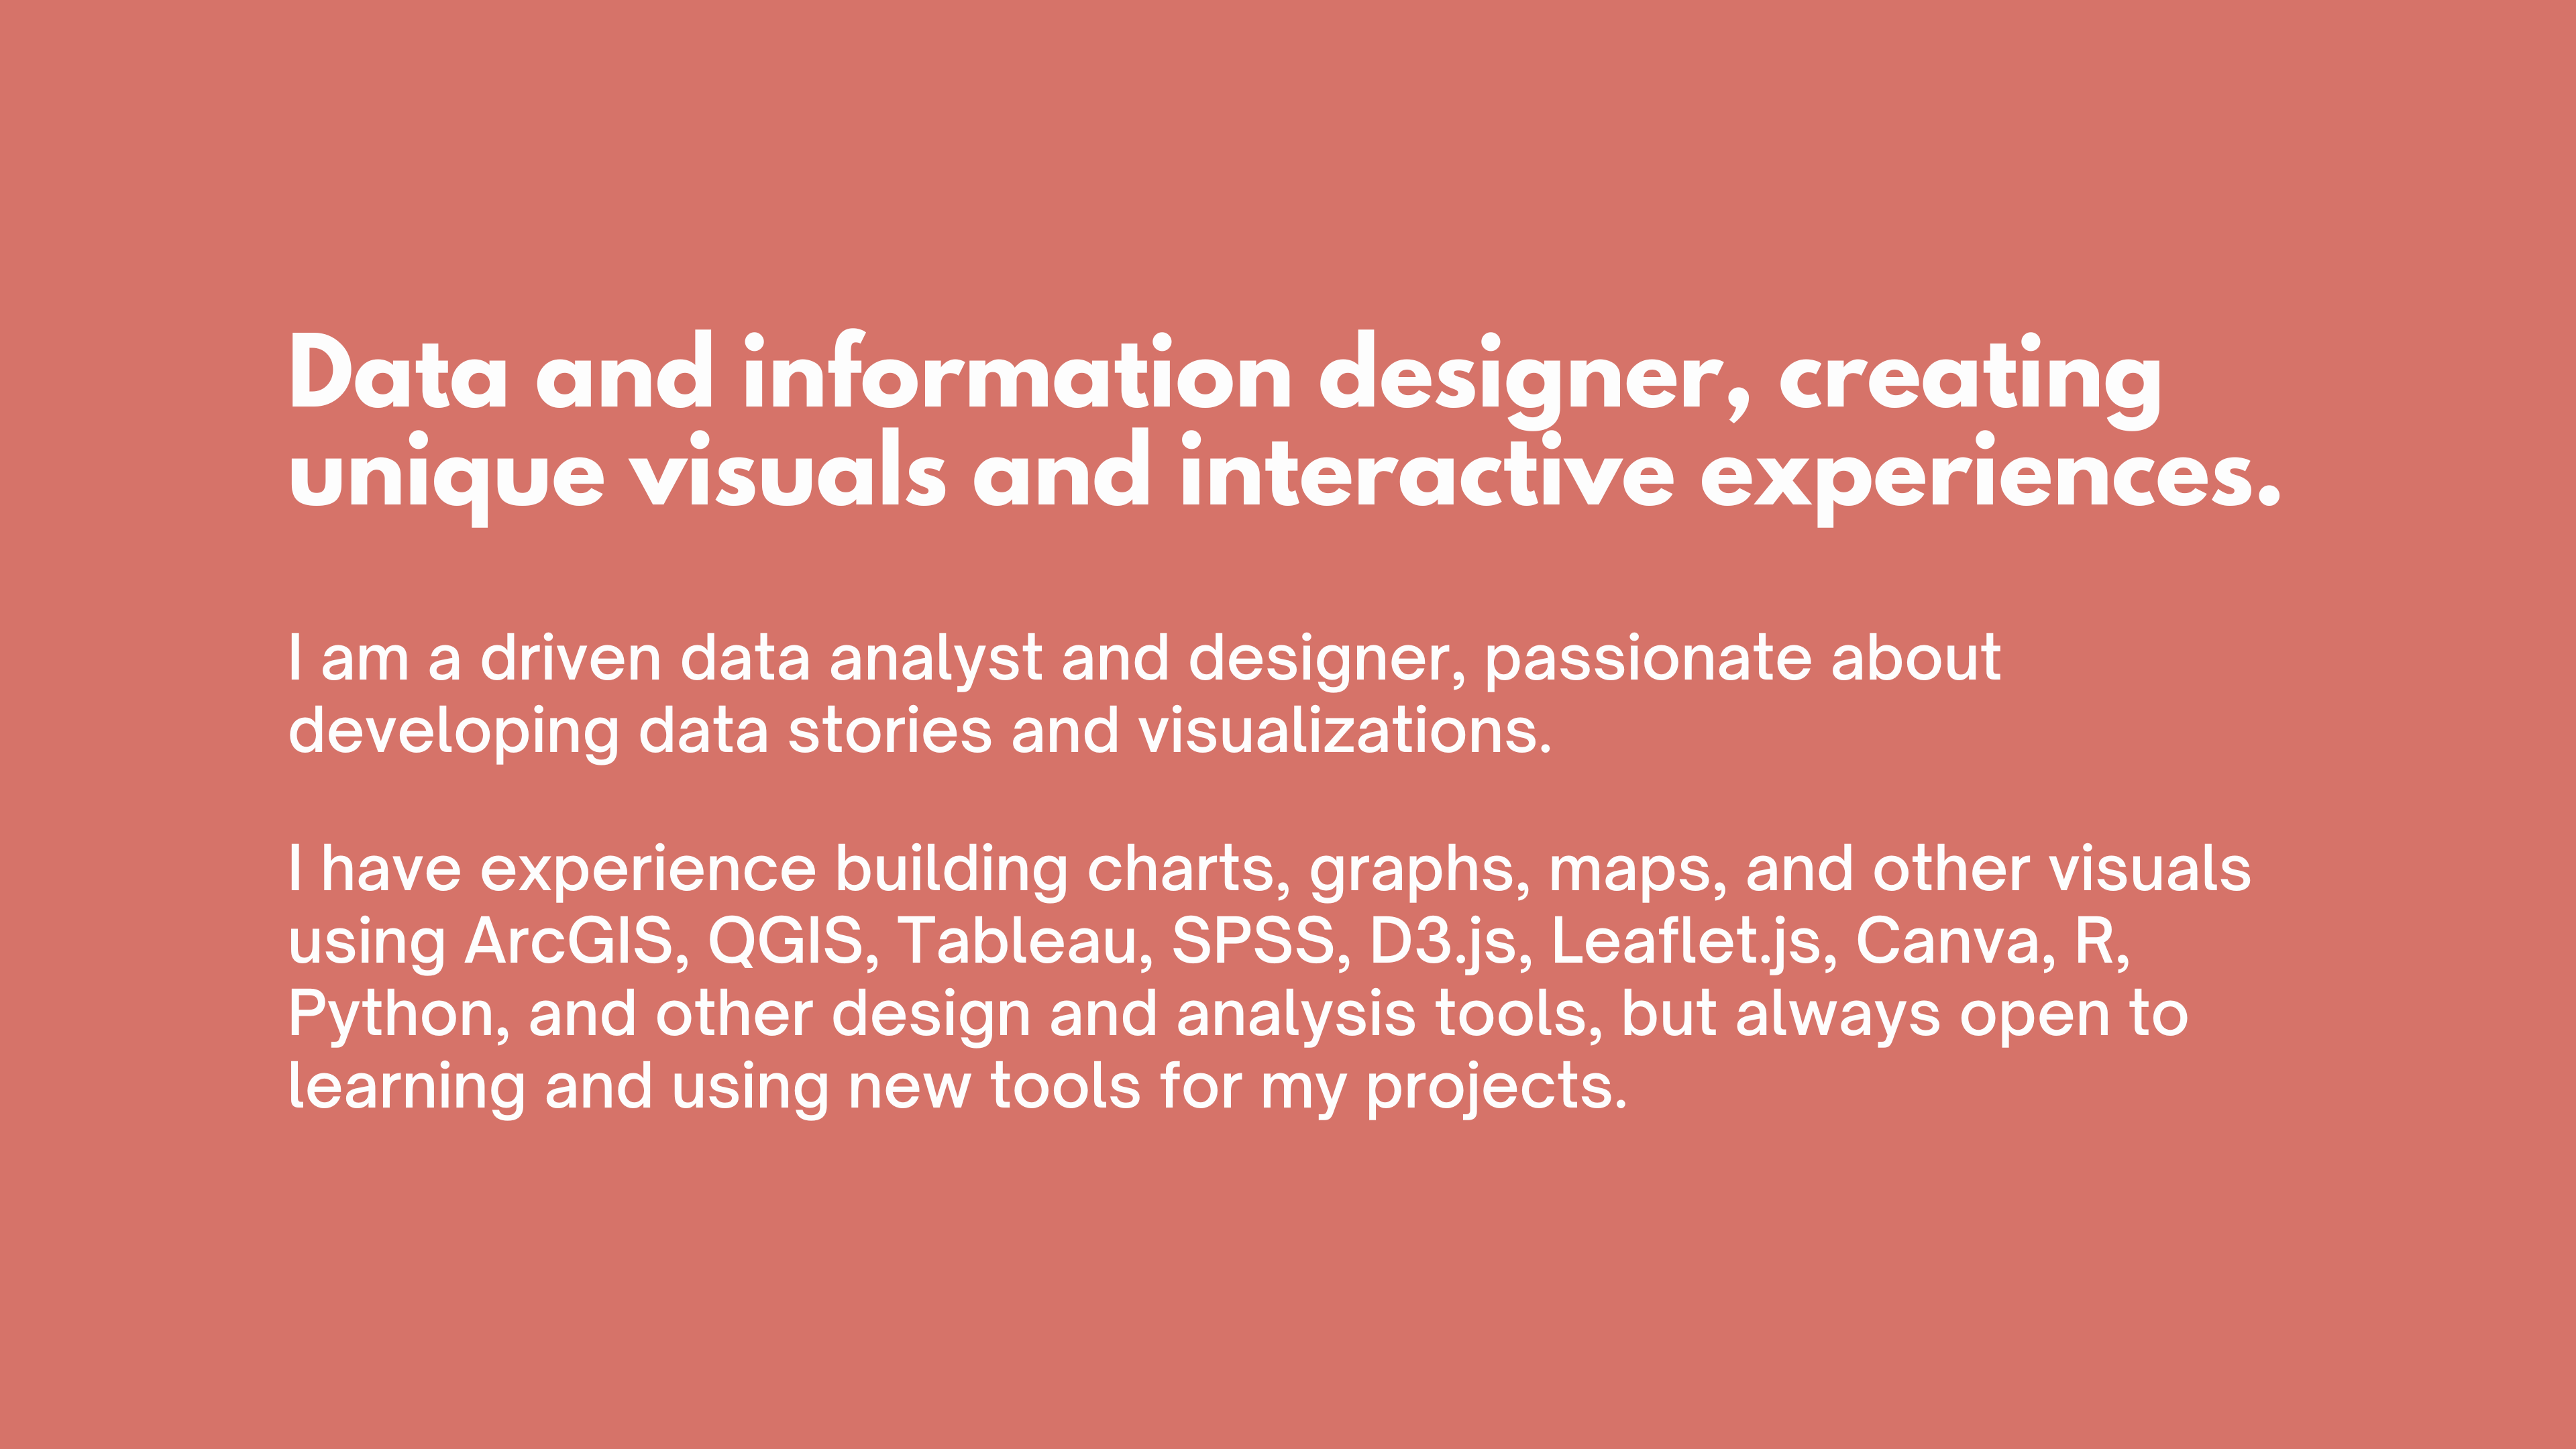 Data and information designer, creating
unique visuals and interactive experiences.
I am a driven data analyst and designer, passionate about
developing data stories and visualizations.
I have experience building charts, graphs, maps, and other visuals
using ArcGIS, QGIS, Tableau, SPSS, D3.js, Leaflet.js, Canva, R,
Python, and other design and analysis tools, but always open to
learning and using new tools for my projects.